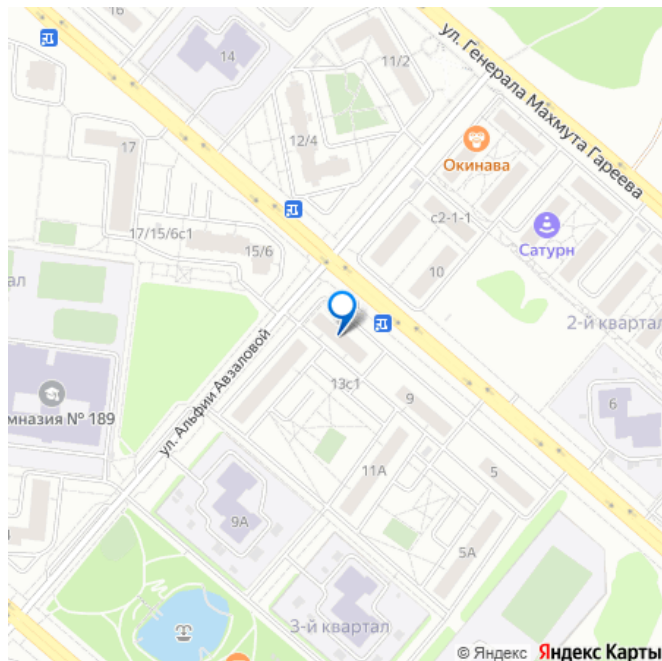 16
14
11/2
ул. Генерала Махмута Гареева
17
12/4
Окинава
с2-1-1
Сатурн
17/15/6с1
15/6
10
ал
2-й квартал
ул. Альфии Авзаловой
13с1
9
6
мназия № 189
11А
5
9А
5А
3-й квартал
© Яндекс Яндекс Карты